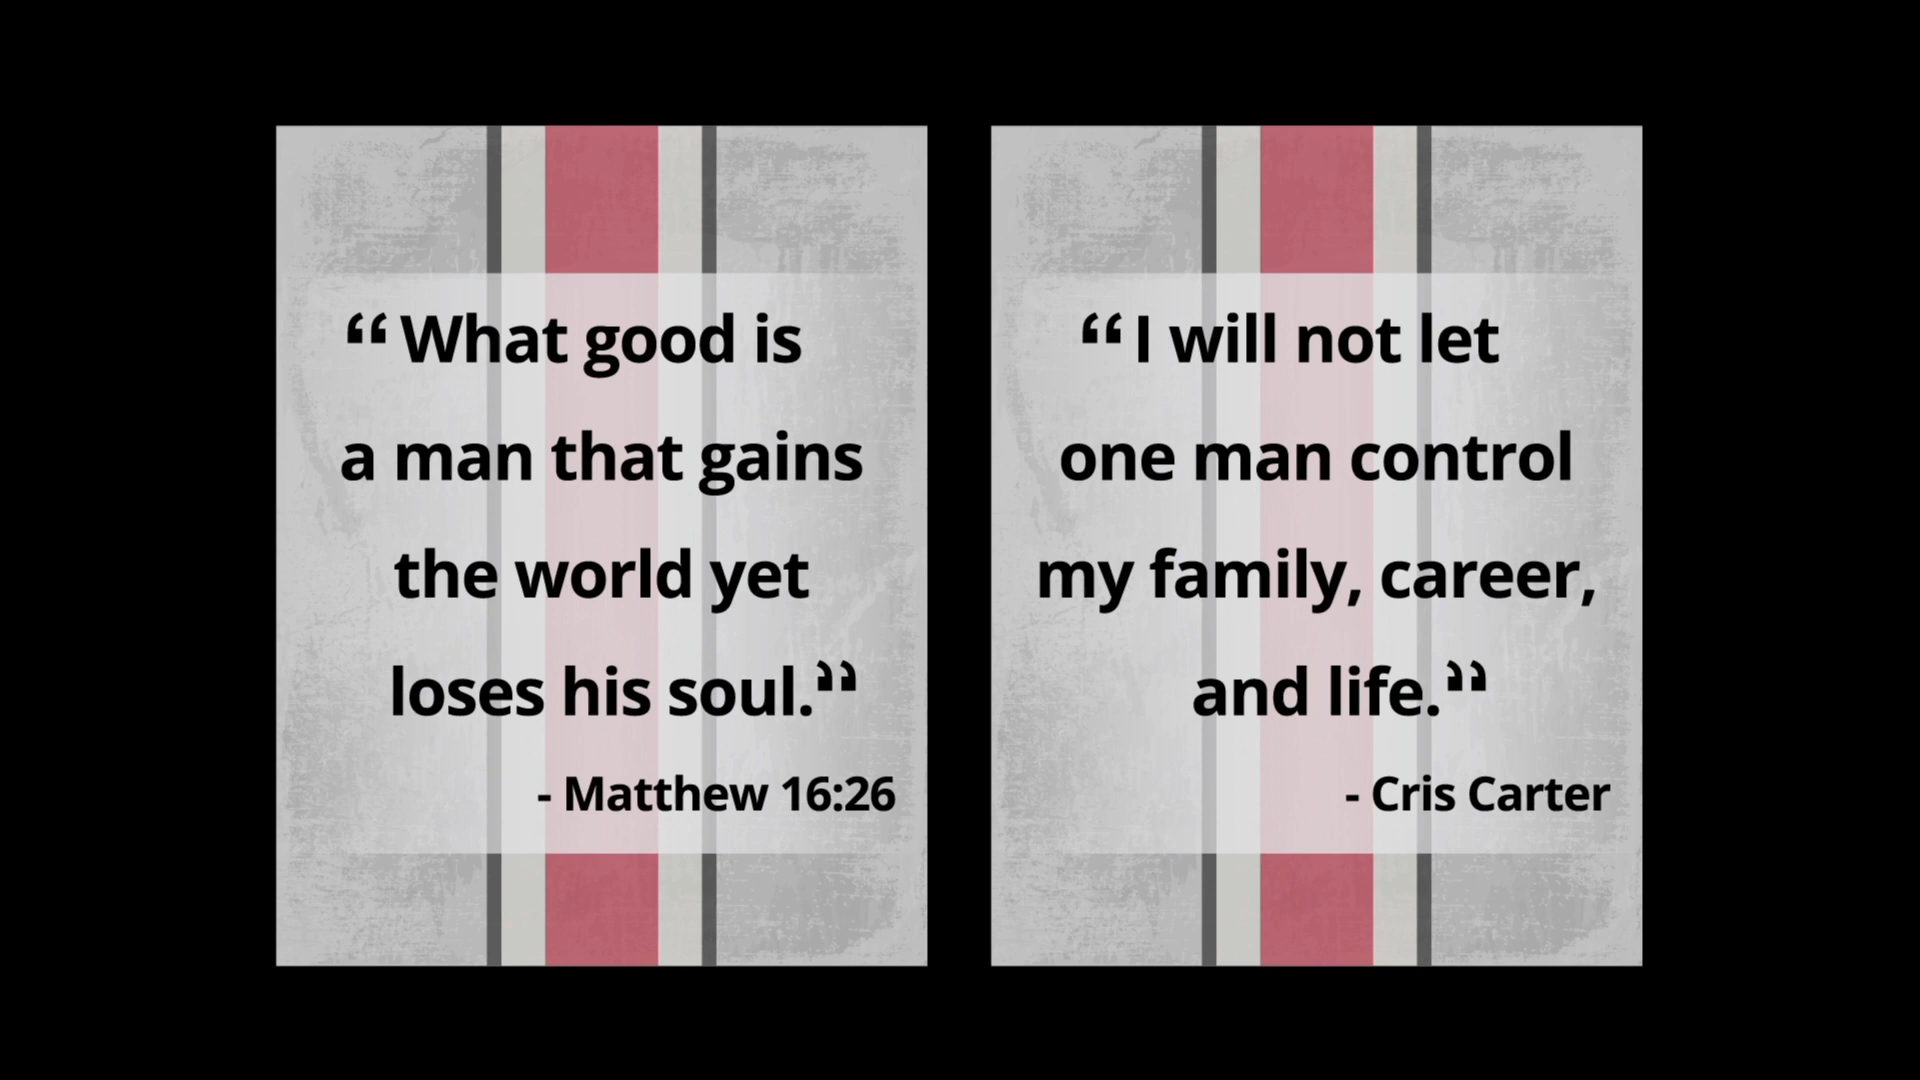 “What good is
a man that gains
the world yet
loses his soul.”
- Matthew 16:26
“I will not let
one man control
my family, career,
and life.”
- Cris Carter